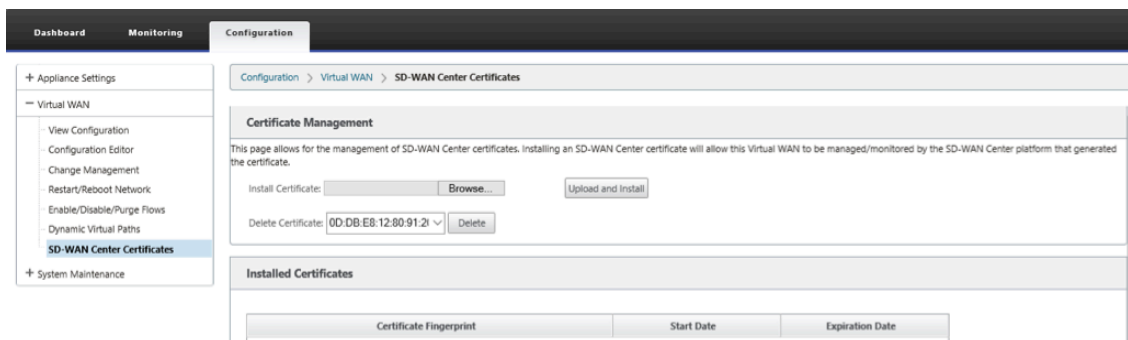 Dashboard Monitoring Configuration
+ Appliance Settings
− Virtual WAN
View Configuration
Configuration Editor
Change Management
Restart/Reboot Network
Enable/Disable/Purge Flows
Dynamic Virtual Paths
SD-WAN Center Certificates
+ System Maintenance
Configuration > Virtual WAN > SD-WAN Center Certificates
Certificate Management
This page allows for the management of SD-WAN Center certificates. Installing an SD-WAN Center certificate will allow this Virtual WAN to be managed/monitored by the SD-WAN Center platform that generated
the certificate.
Install Certificate: Browse... Upload and Install
Delete Certificate: 0D:DB:E8:12:80:91:2( Delete
Installed Certificates
Certificate Fingerprint Start Date Expiration Date